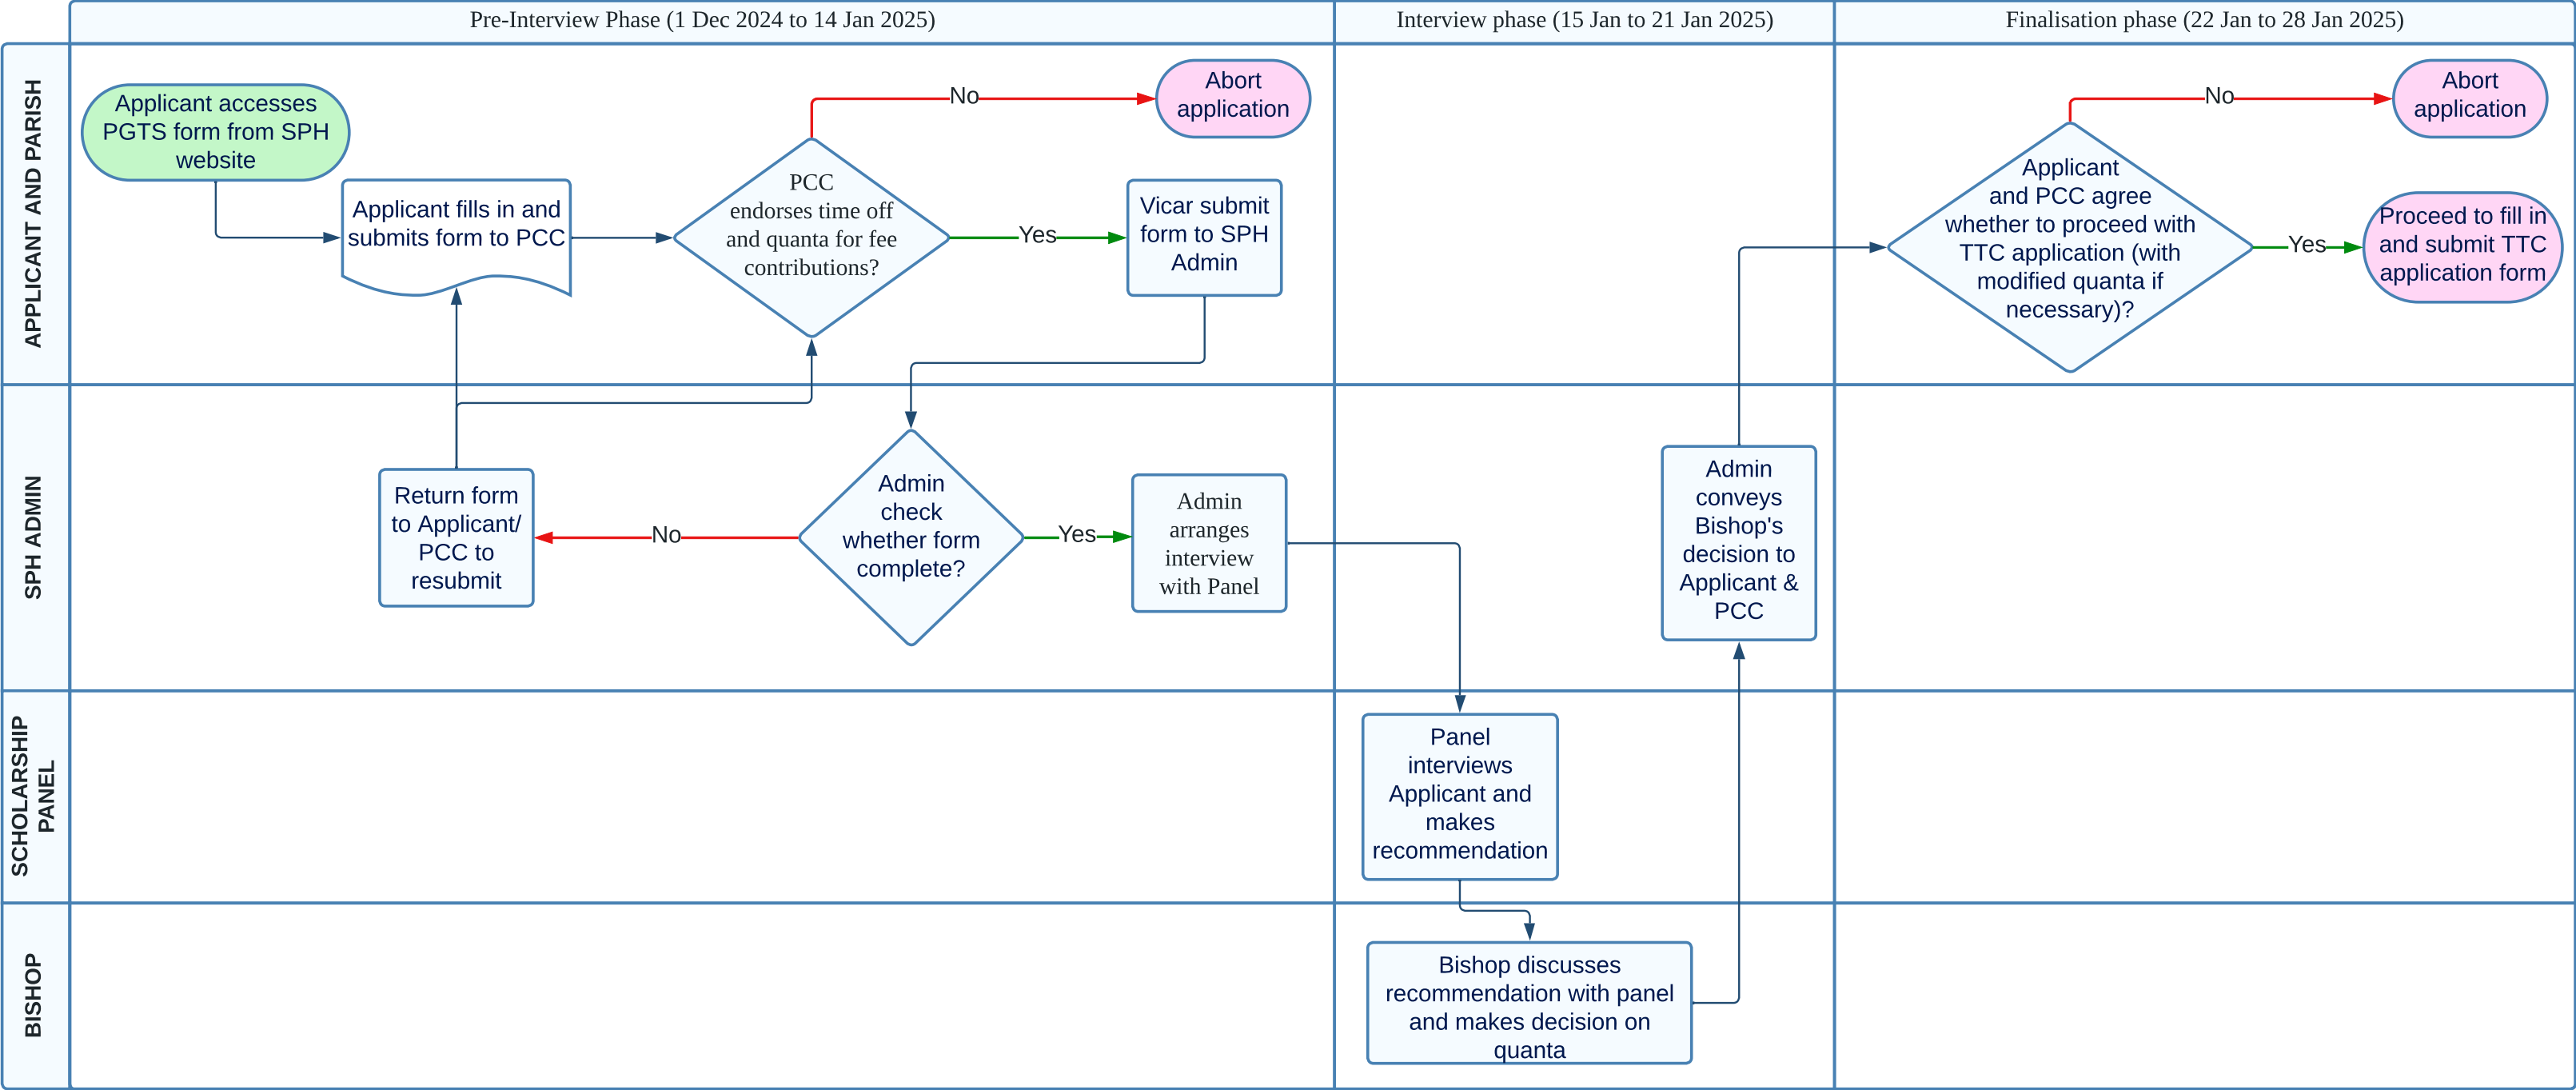 Pre-Interview Phase (1 Dec 2024 to 14 Jan 2025)
Interview phase (15 Jan to 21 Jan 2025)
Finalisation phase (22 Jan to 28 Jan 2025)
APPLICANT AND PARISH
Applicant accesses
PGTS form from SPH
website
Applicant fills in and
submits form to PCC
PCC
endorses time off
and quanta for fee
contributions?
No
Abort
application
Yes
Vicar submit
form to SPH
Admin
Applicant
and PCC agree
whether to proceed with
TTC application (with
modified quanta if
necessary)?
No
Abort
application
Yes
Proceed to fill in
and submit TTC
application form
SPH ADMIN
Return form
to Applicant/
PCC to
resubmit
No
Admin
check
whether form
complete?
Yes
Admin
arranges
interview
with Panel
Admin
conveys
Bishop's
decision to
Applicant &
PCC
SCHOLARSHIP
PANEL
Panel
interviews
Applicant and
makes
recommendation
BISHOP
Bishop discusses
recommendation with panel
and makes decision on
quanta